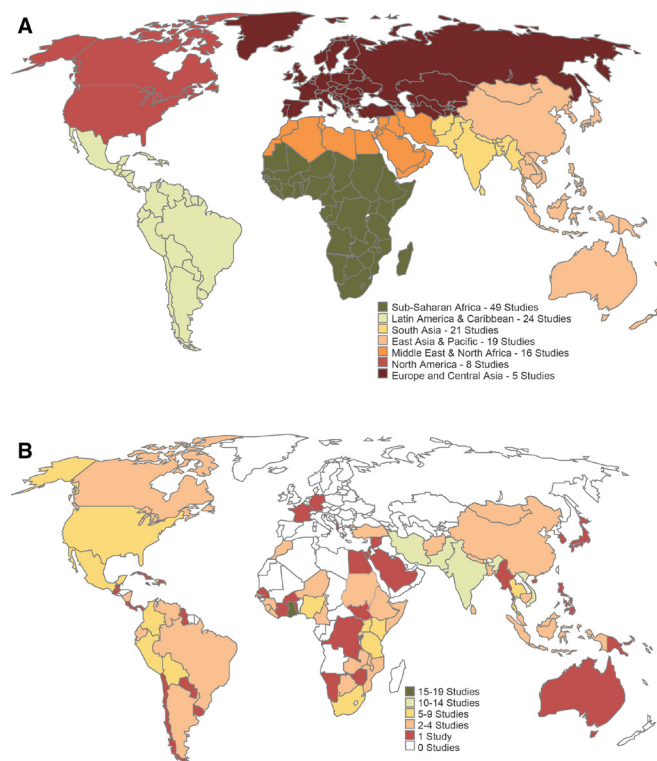 A
Sub-Saharan Africa - 49 Studies
Latin America & Caribbean - 24 Studies
South Asia - 21 Studies
East Asia & Pacific - 19 Studies
Middle East & North Africa - 16 Studies
North America - 8 Studies
Europe and Central Asia - 5 Studies
B
15-19 Studies
10-14 Studies
5-9 Studies
2-4 Studies
1 Study
0 Studies